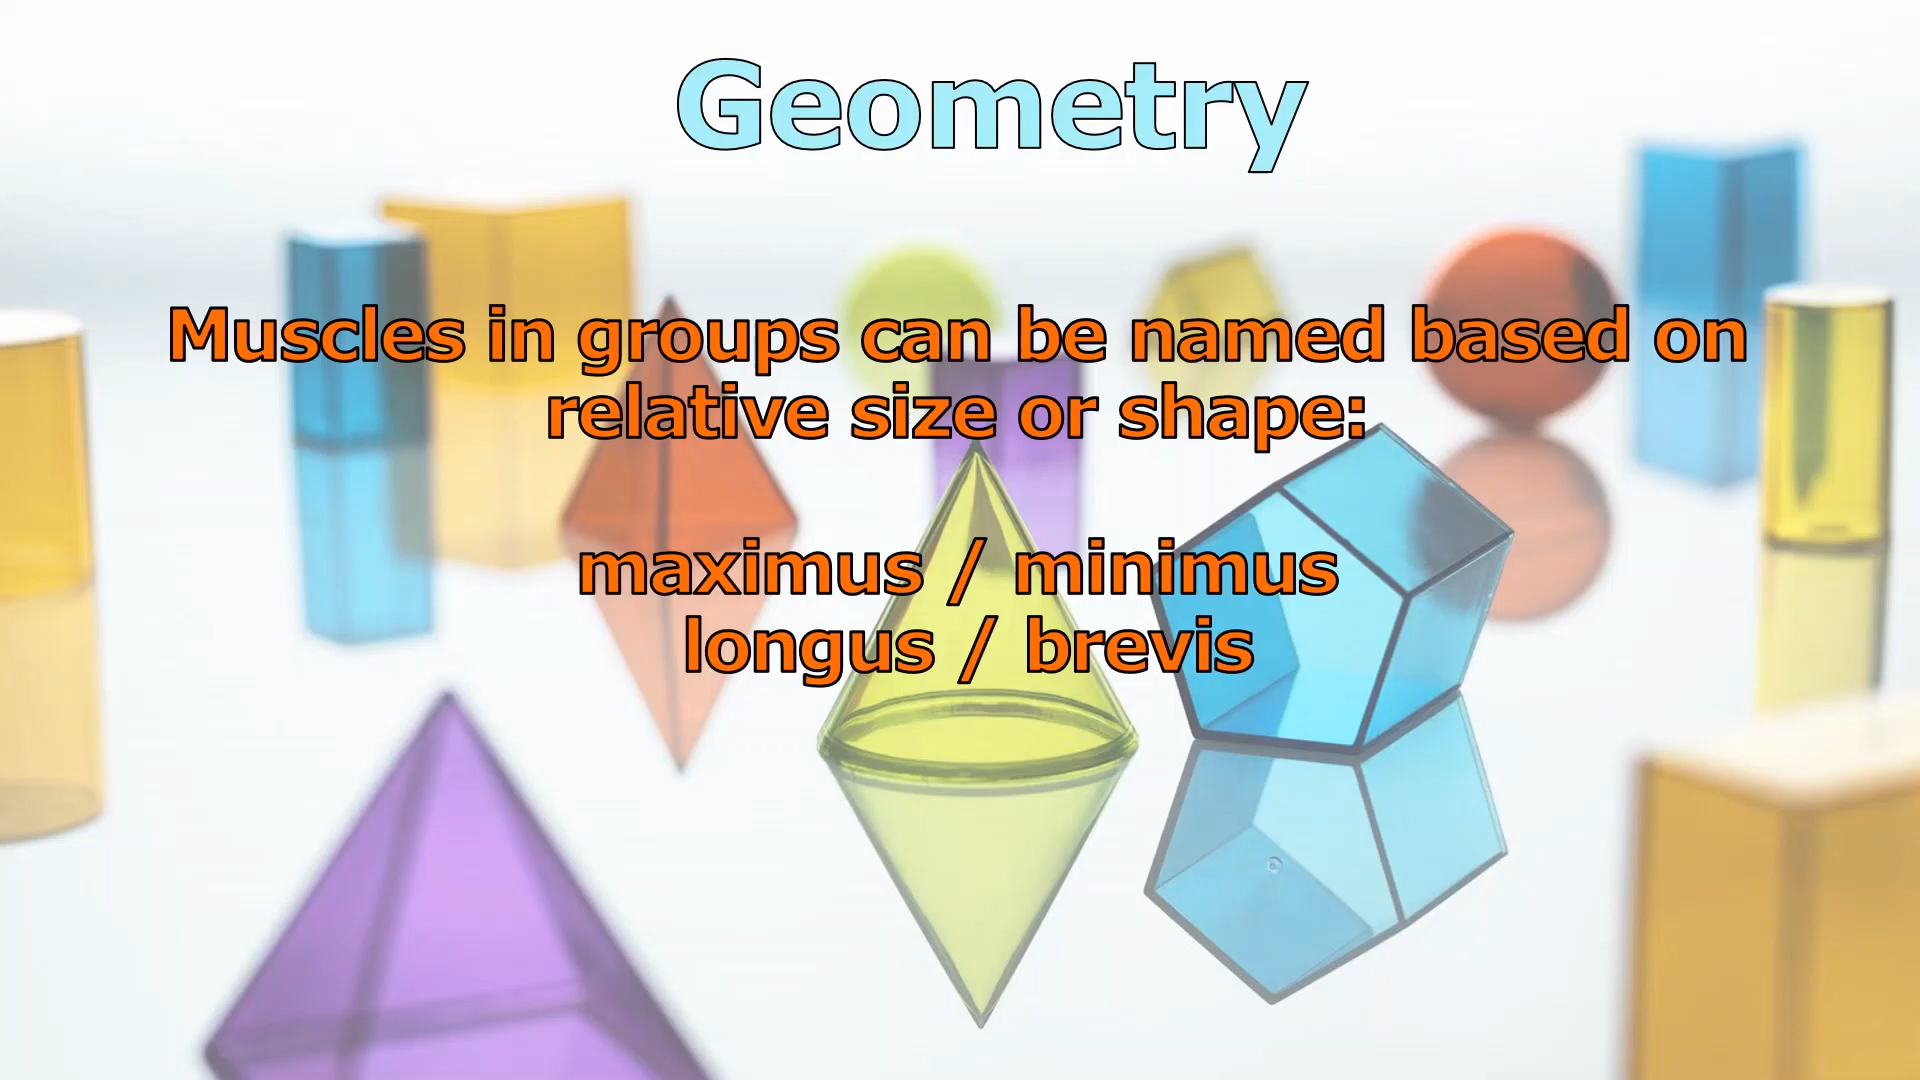 Geometry
Muscles in groups can be named based on
relative size or shape:
maximus / minimus
longus / brevis